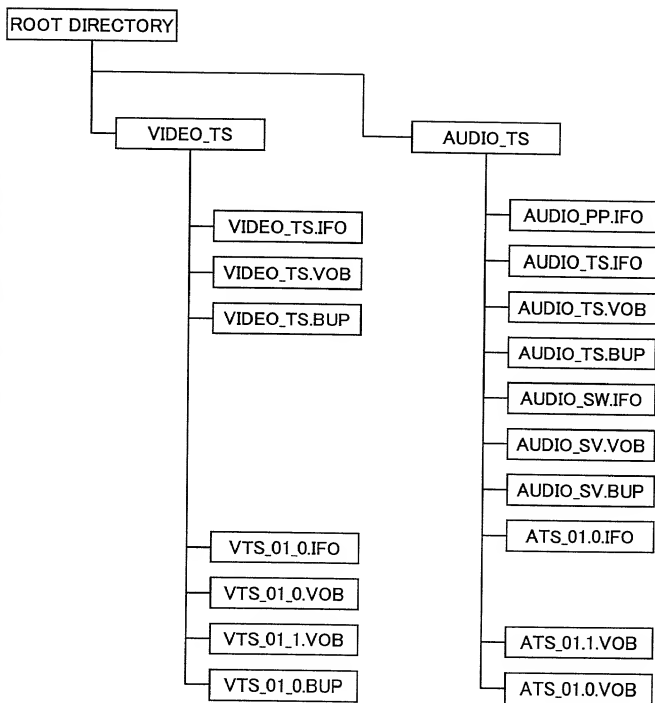 ROOT DIRECTORY
VIDEO_TS
VIDEO_TS.IFO
VIDEO_TS.VOB
VIDEO_TS.BUP
VTS_01_0.IFO
VTS_01_0.VOB
VTS_01_1.VOB
VTS_01_0.BUP
AUDIO_TS
AUDIO_PP.IFO
AUDIO_TS.IFO
AUDIO_TS.VOB
AUDIO_TS.BUP
AUDIO_SW.IFO
AUDIO_SV.VOB
AUDIO_SV.BUP
ATS_01.0.IFO
ATS_01.1.VOB
ATS_01.0.VOB